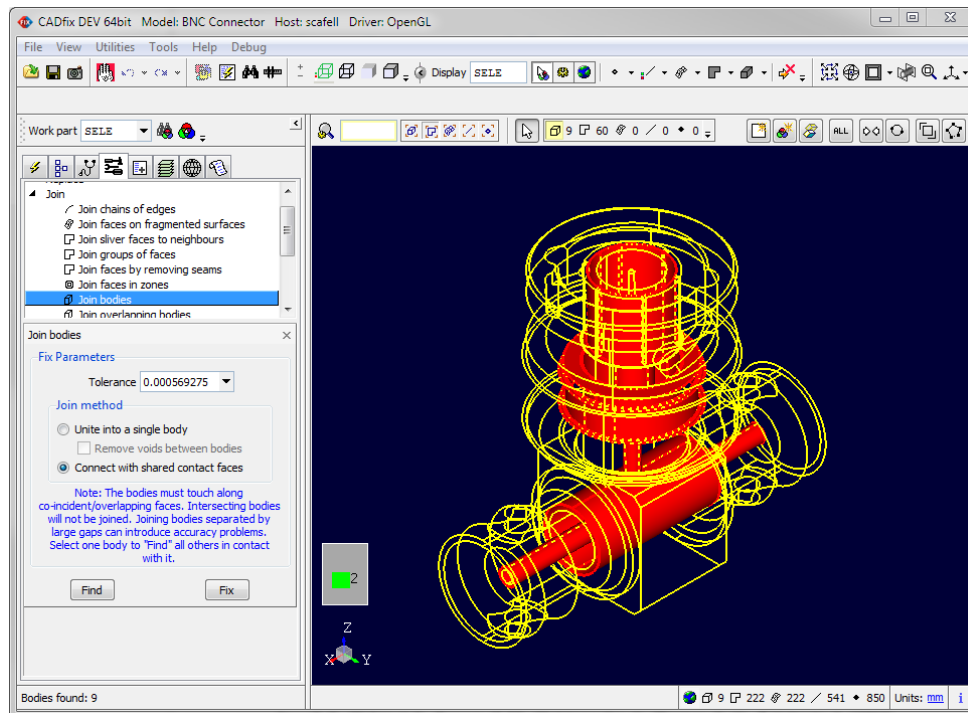 CADfix DEV 64bit Model: BNC Connector Host: scafell Driver: OpenGL
File View Utilities Tools Help Debug
Display SELE
Work part SELE
9 60 0 0 0
ALL
Join
Join chains of edges
Join faces on fragmented surfaces
Join sliver faces to neighbours
Join groups of faces
Join faces by removing seams
Join faces in zones
Join bodies
Join overlapping bodies
Join bodies
Fix Parameters
Tolerance 0.000569275
Join method
Unite into a single body
Remove voids between bodies
Connect with shared contact faces
Note: The bodies must touch along
co-incident/overlapping faces. Intersecting bodies
will not be joined. Joining bodies separated by
large gaps can introduce accuracy problems.
Select one body to "Find" all others in contact
with it.
Find Fix
2
Z
X Y
Bodies found: 9
9 222 222 541 850 Units: mm i